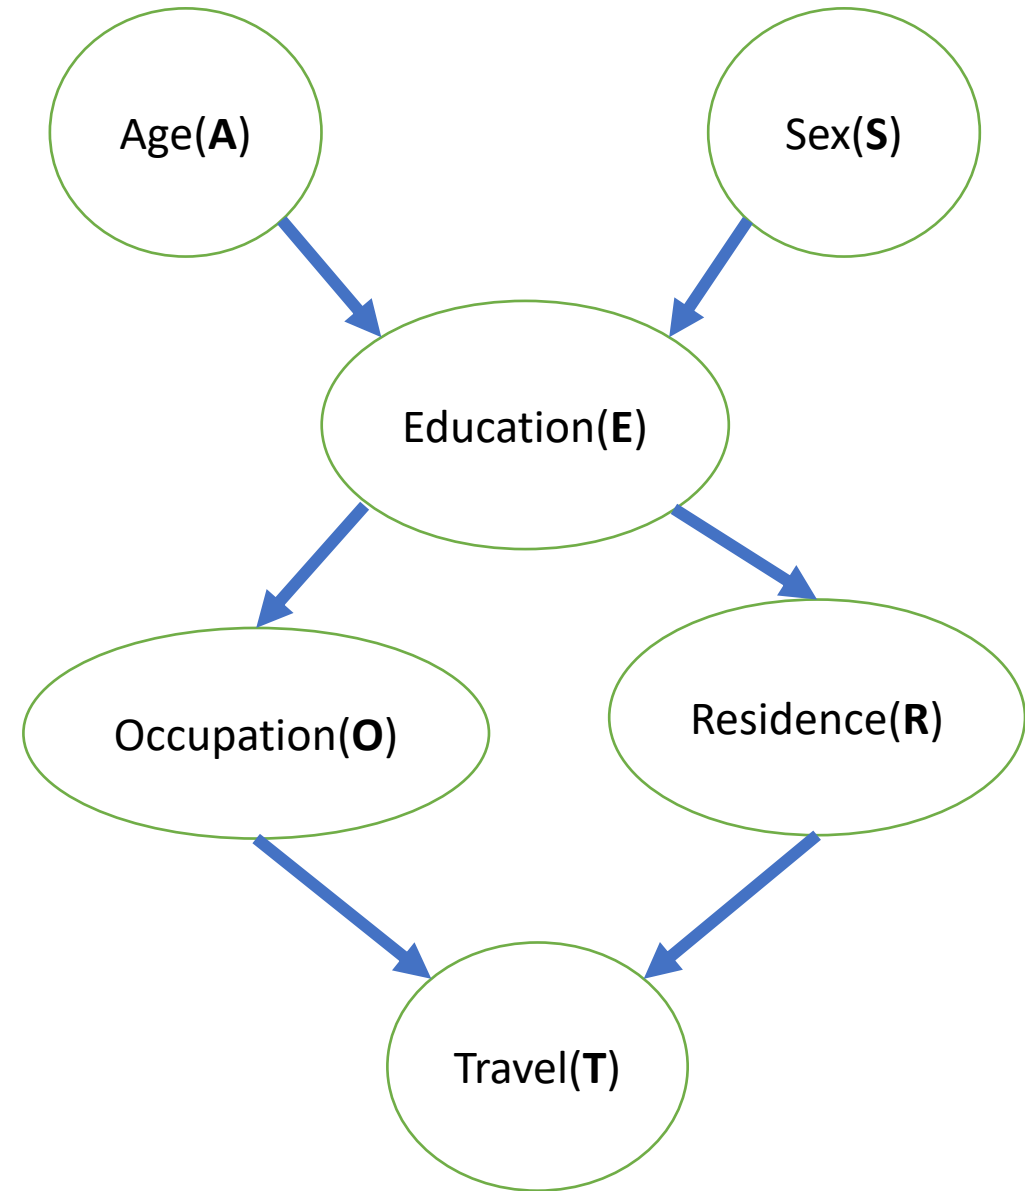 Age(A)
Sex(S)
Education(E)
Occupation(O)
Residence(R)
Travel(T)